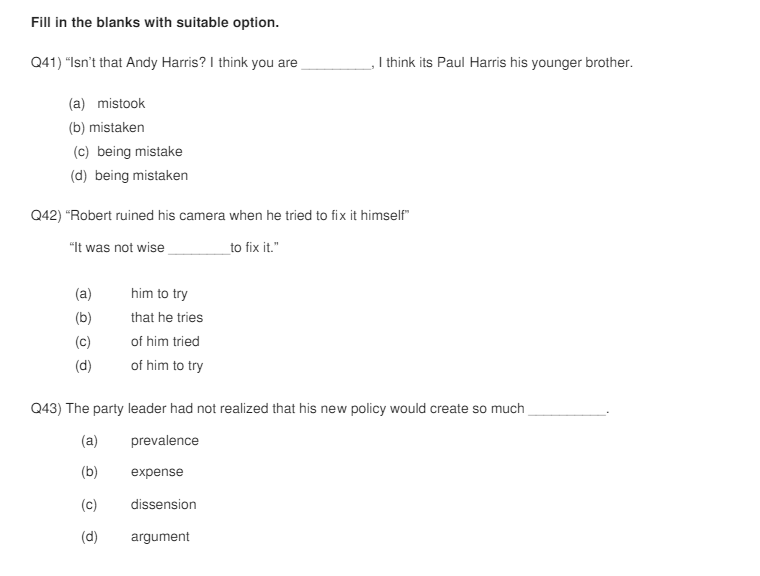 Fill in the blanks with suitable option.
Q41) “Isn’t that Andy Harris? I think you are _________, I think its Paul Harris his younger brother.
(a) mistook
(b) mistaken
(c) being mistake
(d) being mistaken
Q42) “Robert ruined his camera when he tried to fix it himself”
“It was not wise ________to fix it.”
(a) him to try
(b) that he tries
(c) of him tried
(d) of him to try
Q43) The party leader had not realized that his new policy would create so much __________.
(a) prevalence
(b) expense
(c) dissension
(d) argument